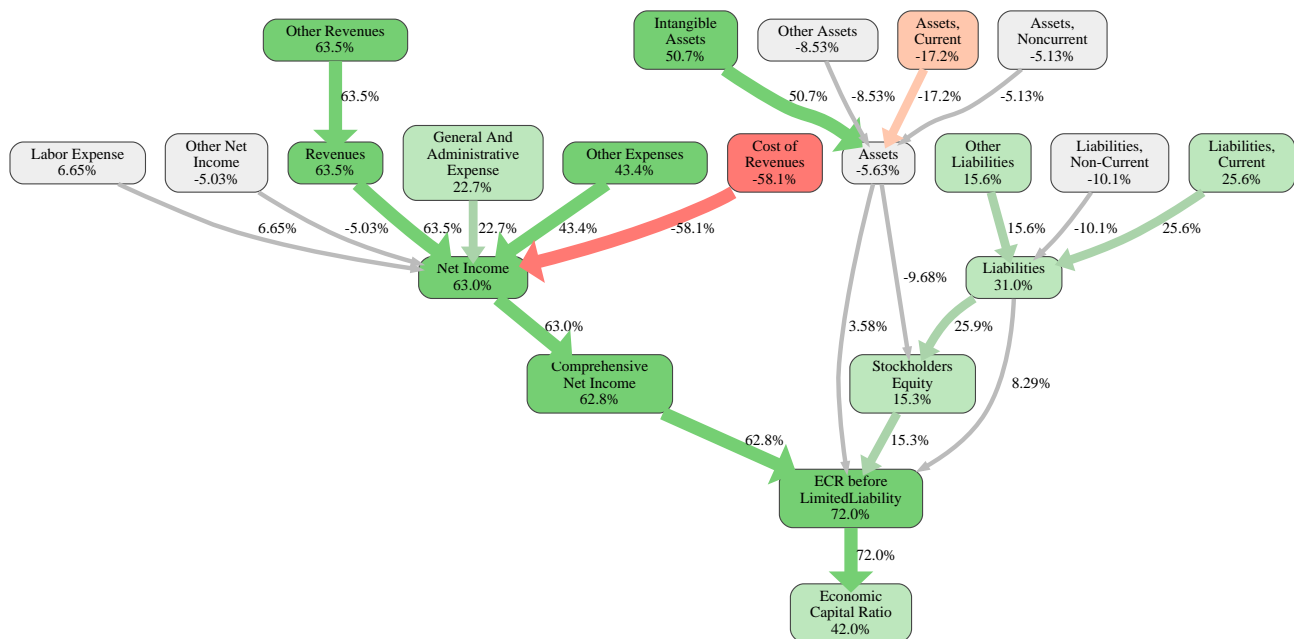 Other Revenues
63.5%
Intangible
Assets
50.7%
Other Assets
-8.53%
Assets,
Current
-17.2%
Assets,
Noncurrent
-5.13%
63.5%
50.7%
-8.53%
-17.2%
-5.13%
Labor Expense
6.65%
Other Net
Income
-5.03%
Revenues
63.5%
General And
Administrative
Expense
22.7%
Other Expenses
43.4%
Cost of
Revenues
-58.1%
Assets
-5.63%
Other
Liabilities
15.6%
Liabilities,
Non-Current
-10.1%
Liabilities,
Current
25.6%
6.65%
-5.03%
63.5%
22.7%
43.4%
-58.1%
15.6%
-10.1%
25.6%
Net Income
63.0%
Liabilities
31.0%
-9.68%
63.0%
3.58%
25.9%
Comprehensive
Net Income
62.8%
Stockholders
Equity
15.3%
8.29%
62.8%
15.3%
ECR before
LimitedLiability
72.0%
72.0%
Economic
Capital Ratio
42.0%